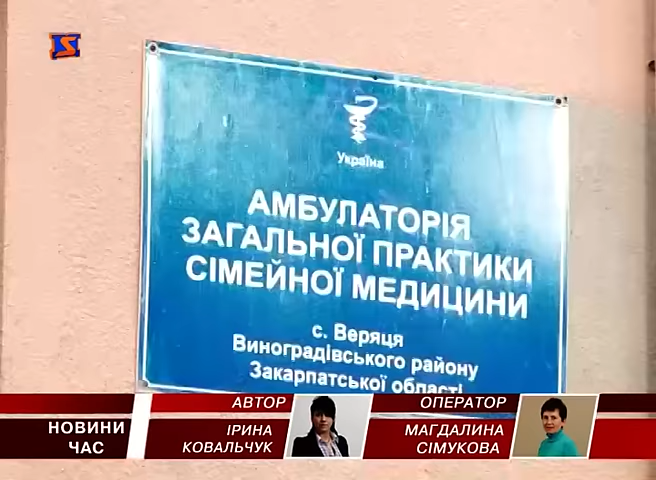 Україна
АМБУЛАТОРІЯ
ЗАГАЛЬНОЇ ПРАКТИКИ
СІМЕЙНОЇ МЕДИЦИНИ
с. Веряця
Виноградівського району
Закарпатської області
НОВИНИ
ЧАС
АВТОР
ІРИНА
КОВАЛЬЧУК
ОПЕРАТОР
МАГДАЛИНА
СІМУКОВА